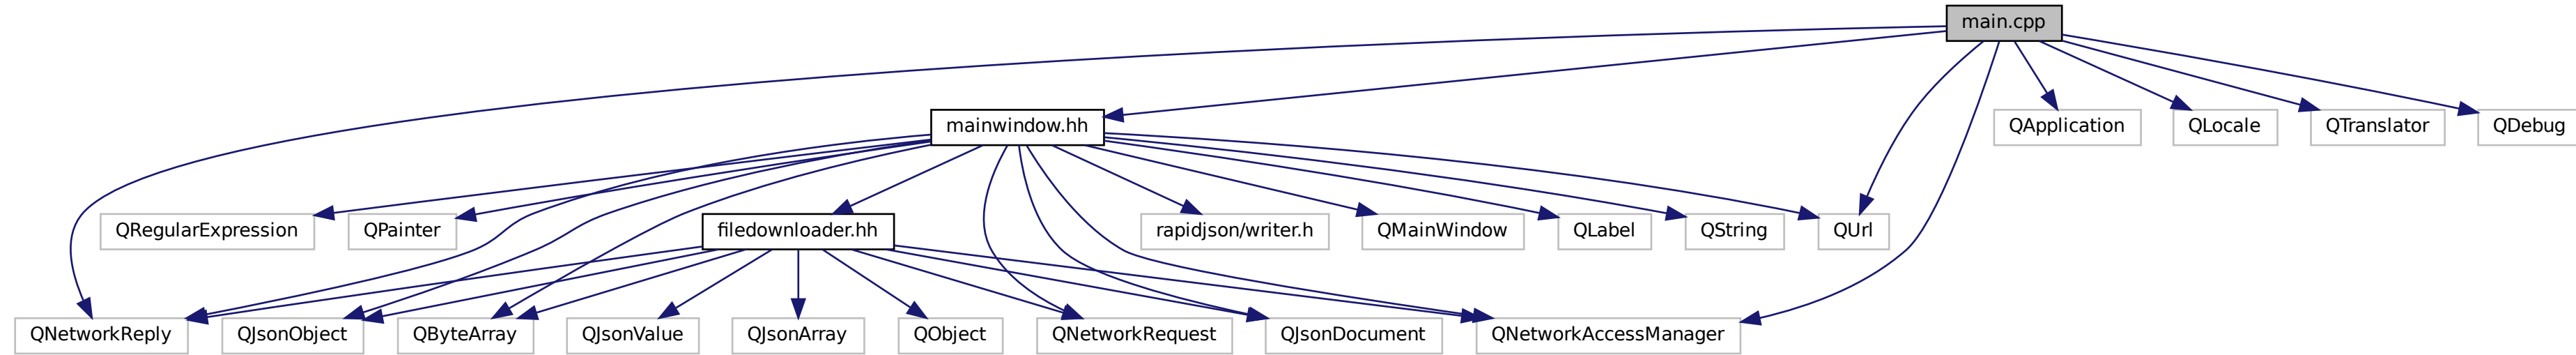 main.cpp
mainwindow.hh
QApplication
QLocale
QTranslator
QDebug
QRegularExpression
QPainter
filedownloader.hh
rapidjson/writer.h
QMainWindow
QLabel
QString
QUrl
QNetworkReply
QJsonObject
QByteArray
QJsonValue
QJsonArray
QObject
QNetworkRequest
QJsonDocument
QNetworkAccessManager